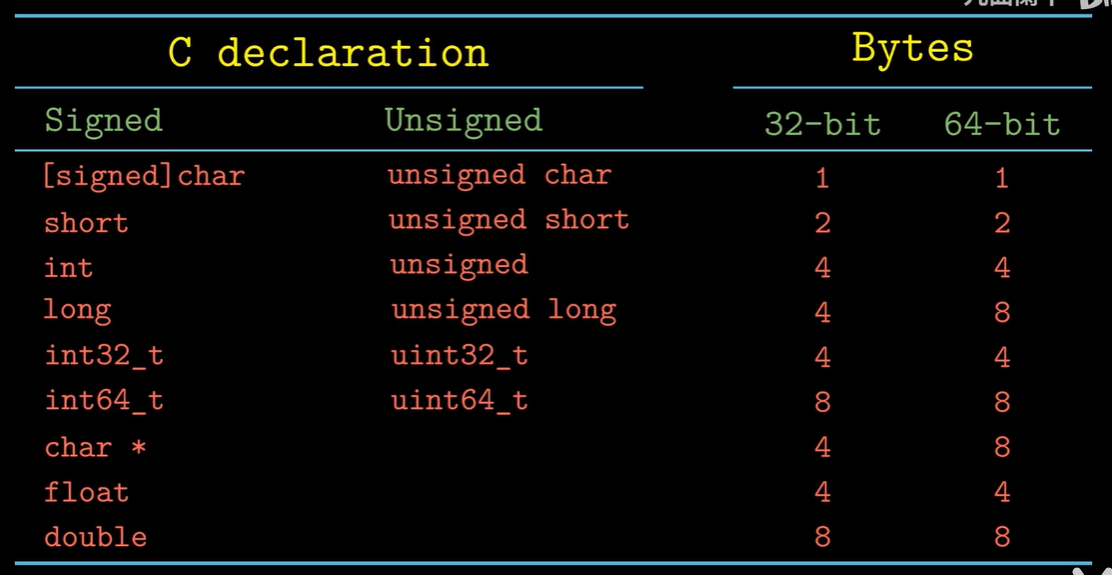 C declaration Bytes
Signed Unsigned 32-bit 64-bit
[signed]char unsigned char 1 1
short unsigned short 2 2
int unsigned 4 4
long unsigned long 4 8
int32_t uint32_t 4 4
int64_t uint64_t 8 8
char * 4 8
float 4 4
double 8 8